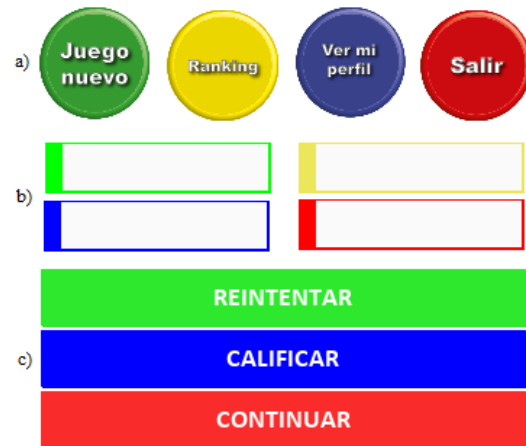 a)
Juego
nuevo
Ranking
Ver mi
perfil
Salir
b)
c)
REINTENTAR
CALIFICAR
CONTINUAR